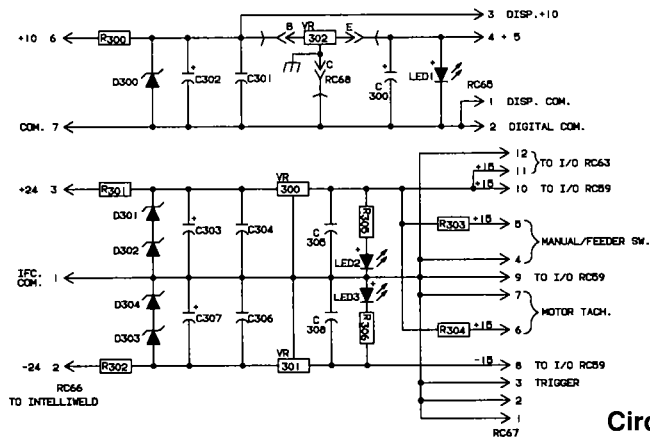 3 DISP.+10
+10 6 R300 B VR 302 E 4 + 5
D300 C302 C301 C RC68 C 300 LED1 RC65
1 DISP. COM.
COM. 7 2 DIGITAL COM.
12
TO I/O RC63
+15 11
+24 3 R301 VR 300 +15 10 TO I/O RC59
D301 C303 C304 C 305 R305 R303 +15 5
MANUAL/FEEDER SW.
D302 LED2 4
IFC. COM. 1 9 TO I/O RC59
D304 LED3 7
C307 C306 C 308 R306 MOTOR TACH.
D303 R304 +15 6
VR
-24 2 R302 301 -15 8 TO I/O RC59
RC66 3 TRIGGER
TO INTELLIWELD 2
1
RC67
Circ